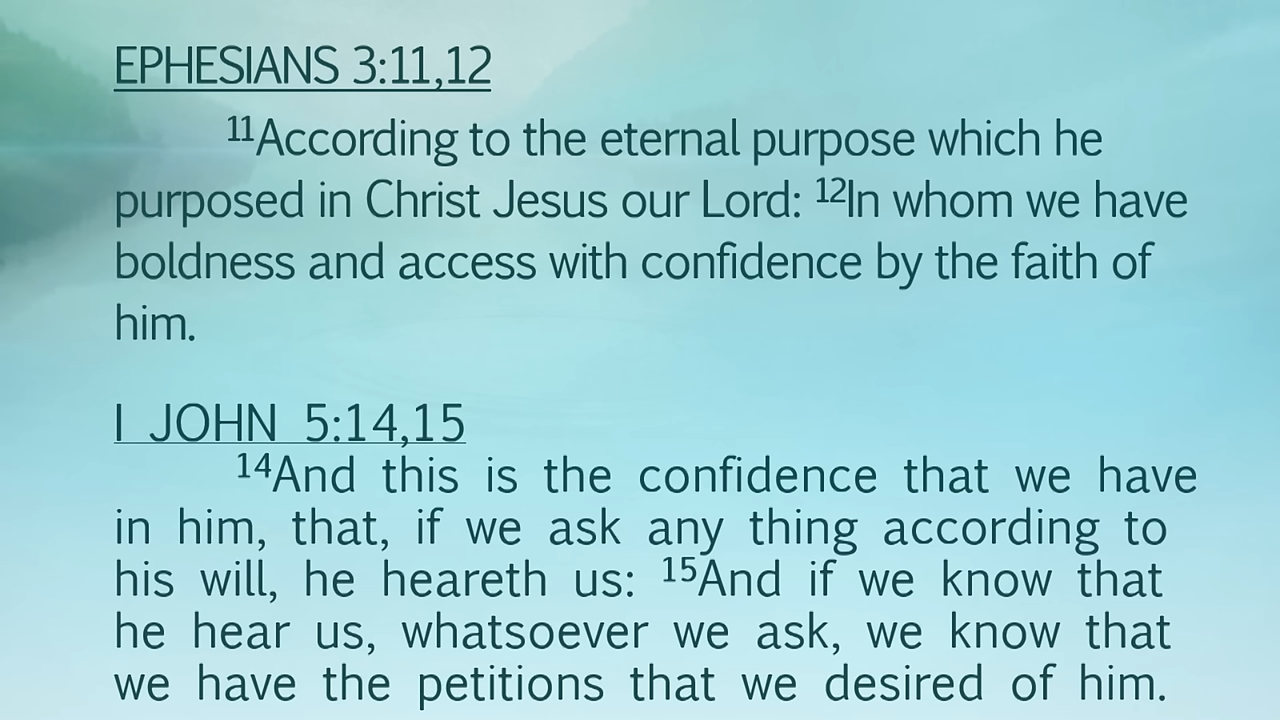 EPHESIANS 3:11,12
¹¹According to the eternal purpose which he
purposed in Christ Jesus our Lord: ¹²In whom we have
boldness and access with confidence by the faith of
him.
I JOHN 5:14,15
¹⁴And this is the confidence that we have
in him, that, if we ask any thing according to
his will, he heareth us: ¹⁵And if we know that
he hear us, whatsoever we ask, we know that
we have the petitions that we desired of him.